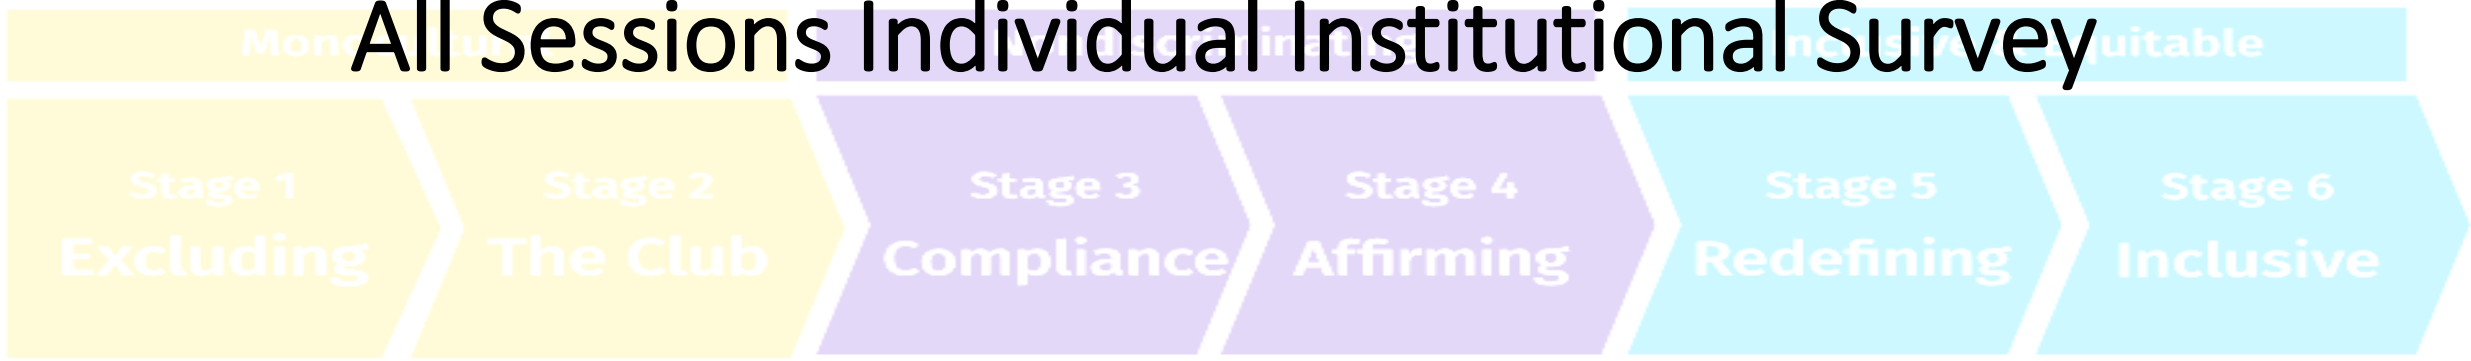 All Sessions Individual Institutional Survey
Stage 1 Stage 2 Stage 3 Stage 4 Stage 5 Stage 6
Excluding The Club Compliance Affirming Redefining Inclusive